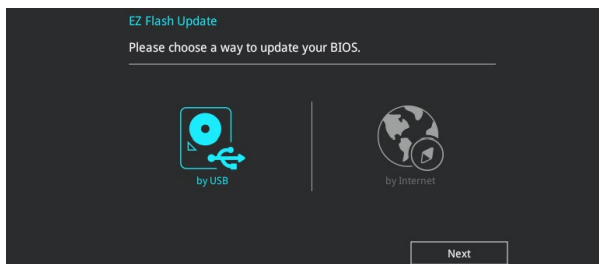 EZ Flash Update
Please choose a way to update your BIOS.
by USB
by Internet
Next